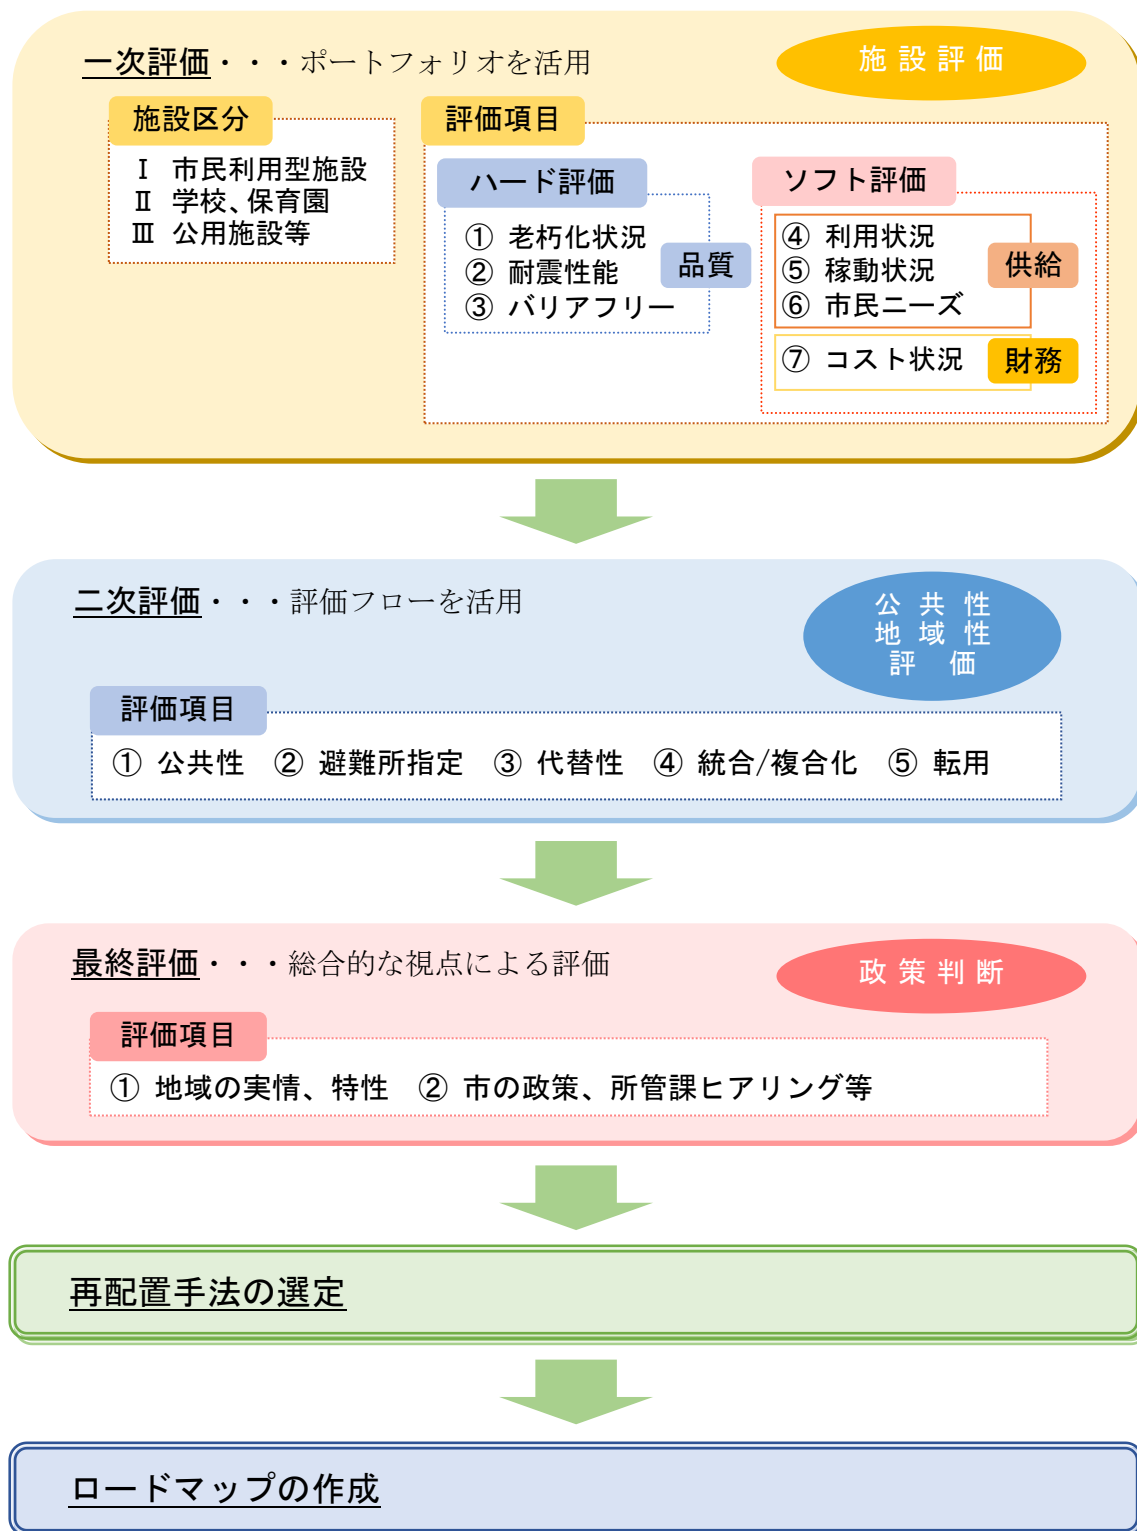 一次評価・・・ポートフォリオを活用
施設評価
施設区分
Ⅰ 市民利用型施設
Ⅱ 学校、保育園
Ⅲ 公用施設等
評価項目
ハード評価
① 老朽化状況
② 耐震性能
③ バリアフリー
品質
ソフト評価
④ 利用状況
⑤ 稼動状況
⑥ 市民ニーズ
供給
⑦ コスト状況
財務
二次評価・・・評価フローを活用
公共性
地域性
評価
評価項目
① 公共性 ② 避難所指定 ③ 代替性 ④ 統合/複合化 ⑤ 転用
最終評価・・・総合的な視点による評価
政策判断
評価項目
① 地域の実情、特性 ② 市の政策、所管課ヒアリング等
再配置手法の選定
ロードマップの作成